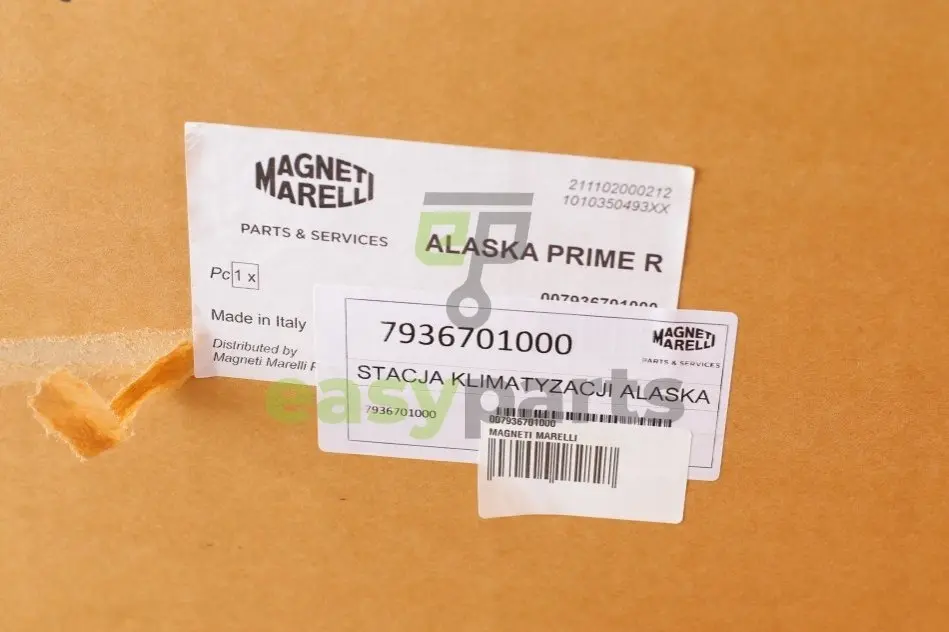 MAGNETI
MARELLI
PARTS & SERVICES
211102000212
1010350493XX
ALASKA PRIME R
Pc 1 x
007936701000
Made in Italy
Distributed by
Magneti Marelli
7936701000
MAGNETI
MARELLI
PARTS & SERVICES
STACJA KLIMATYZACJI ALASKA
7936701000
easyparts
007936701000
MAGNETI MARELLI